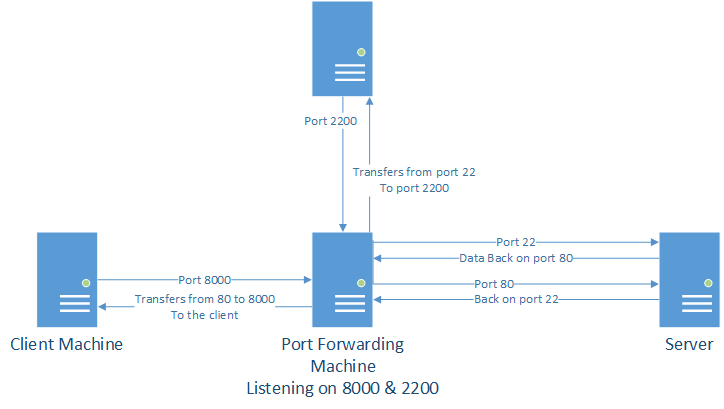 Port 2200
Transfers from port 22
To port 2200
Port 22
Data Back on port 80
Port 8000
Port 80
Transfers from 80 to 8000
To the client
Back on port 22
Client Machine
Port Forwarding
Machine
Listening on 8000 & 2200
Server